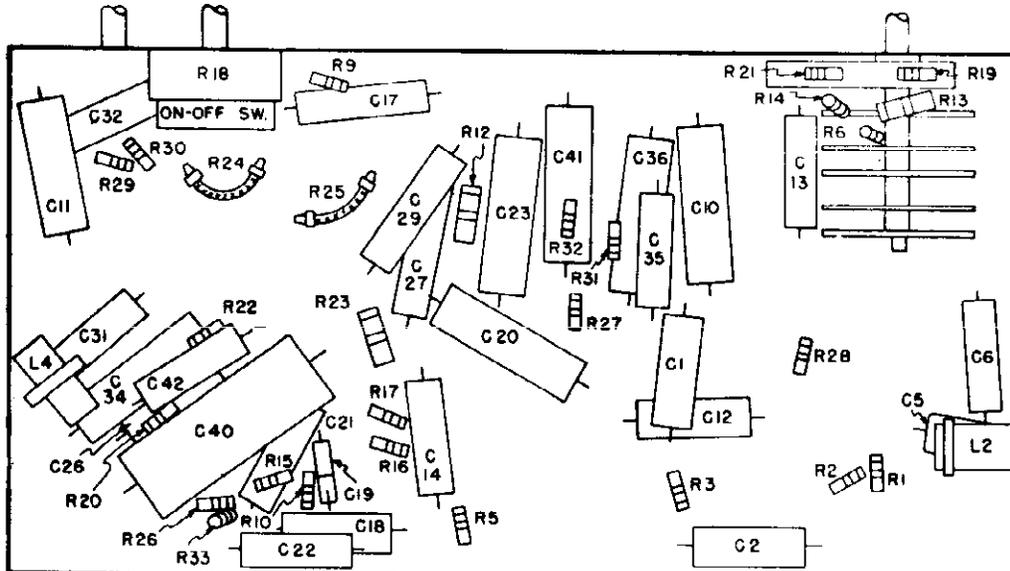 R18
ON-OFF SW.
R9
C17
R21
R19
R14
R13
R6
C
13
C32
R30
R29
C11
R24
R25
R12
C
29
C
27
C23
C41
R32
C36
R31
C
35
C10
R23
C20
R27
C1
C12
R28
C6
C5
L2
R22
C31
L4
C
34
C42
C26
R20
C40
R17
R16
C
14
C21
R15
C19
R10
R26
R33
C18
C22
R5
R3
R2
R1
C2